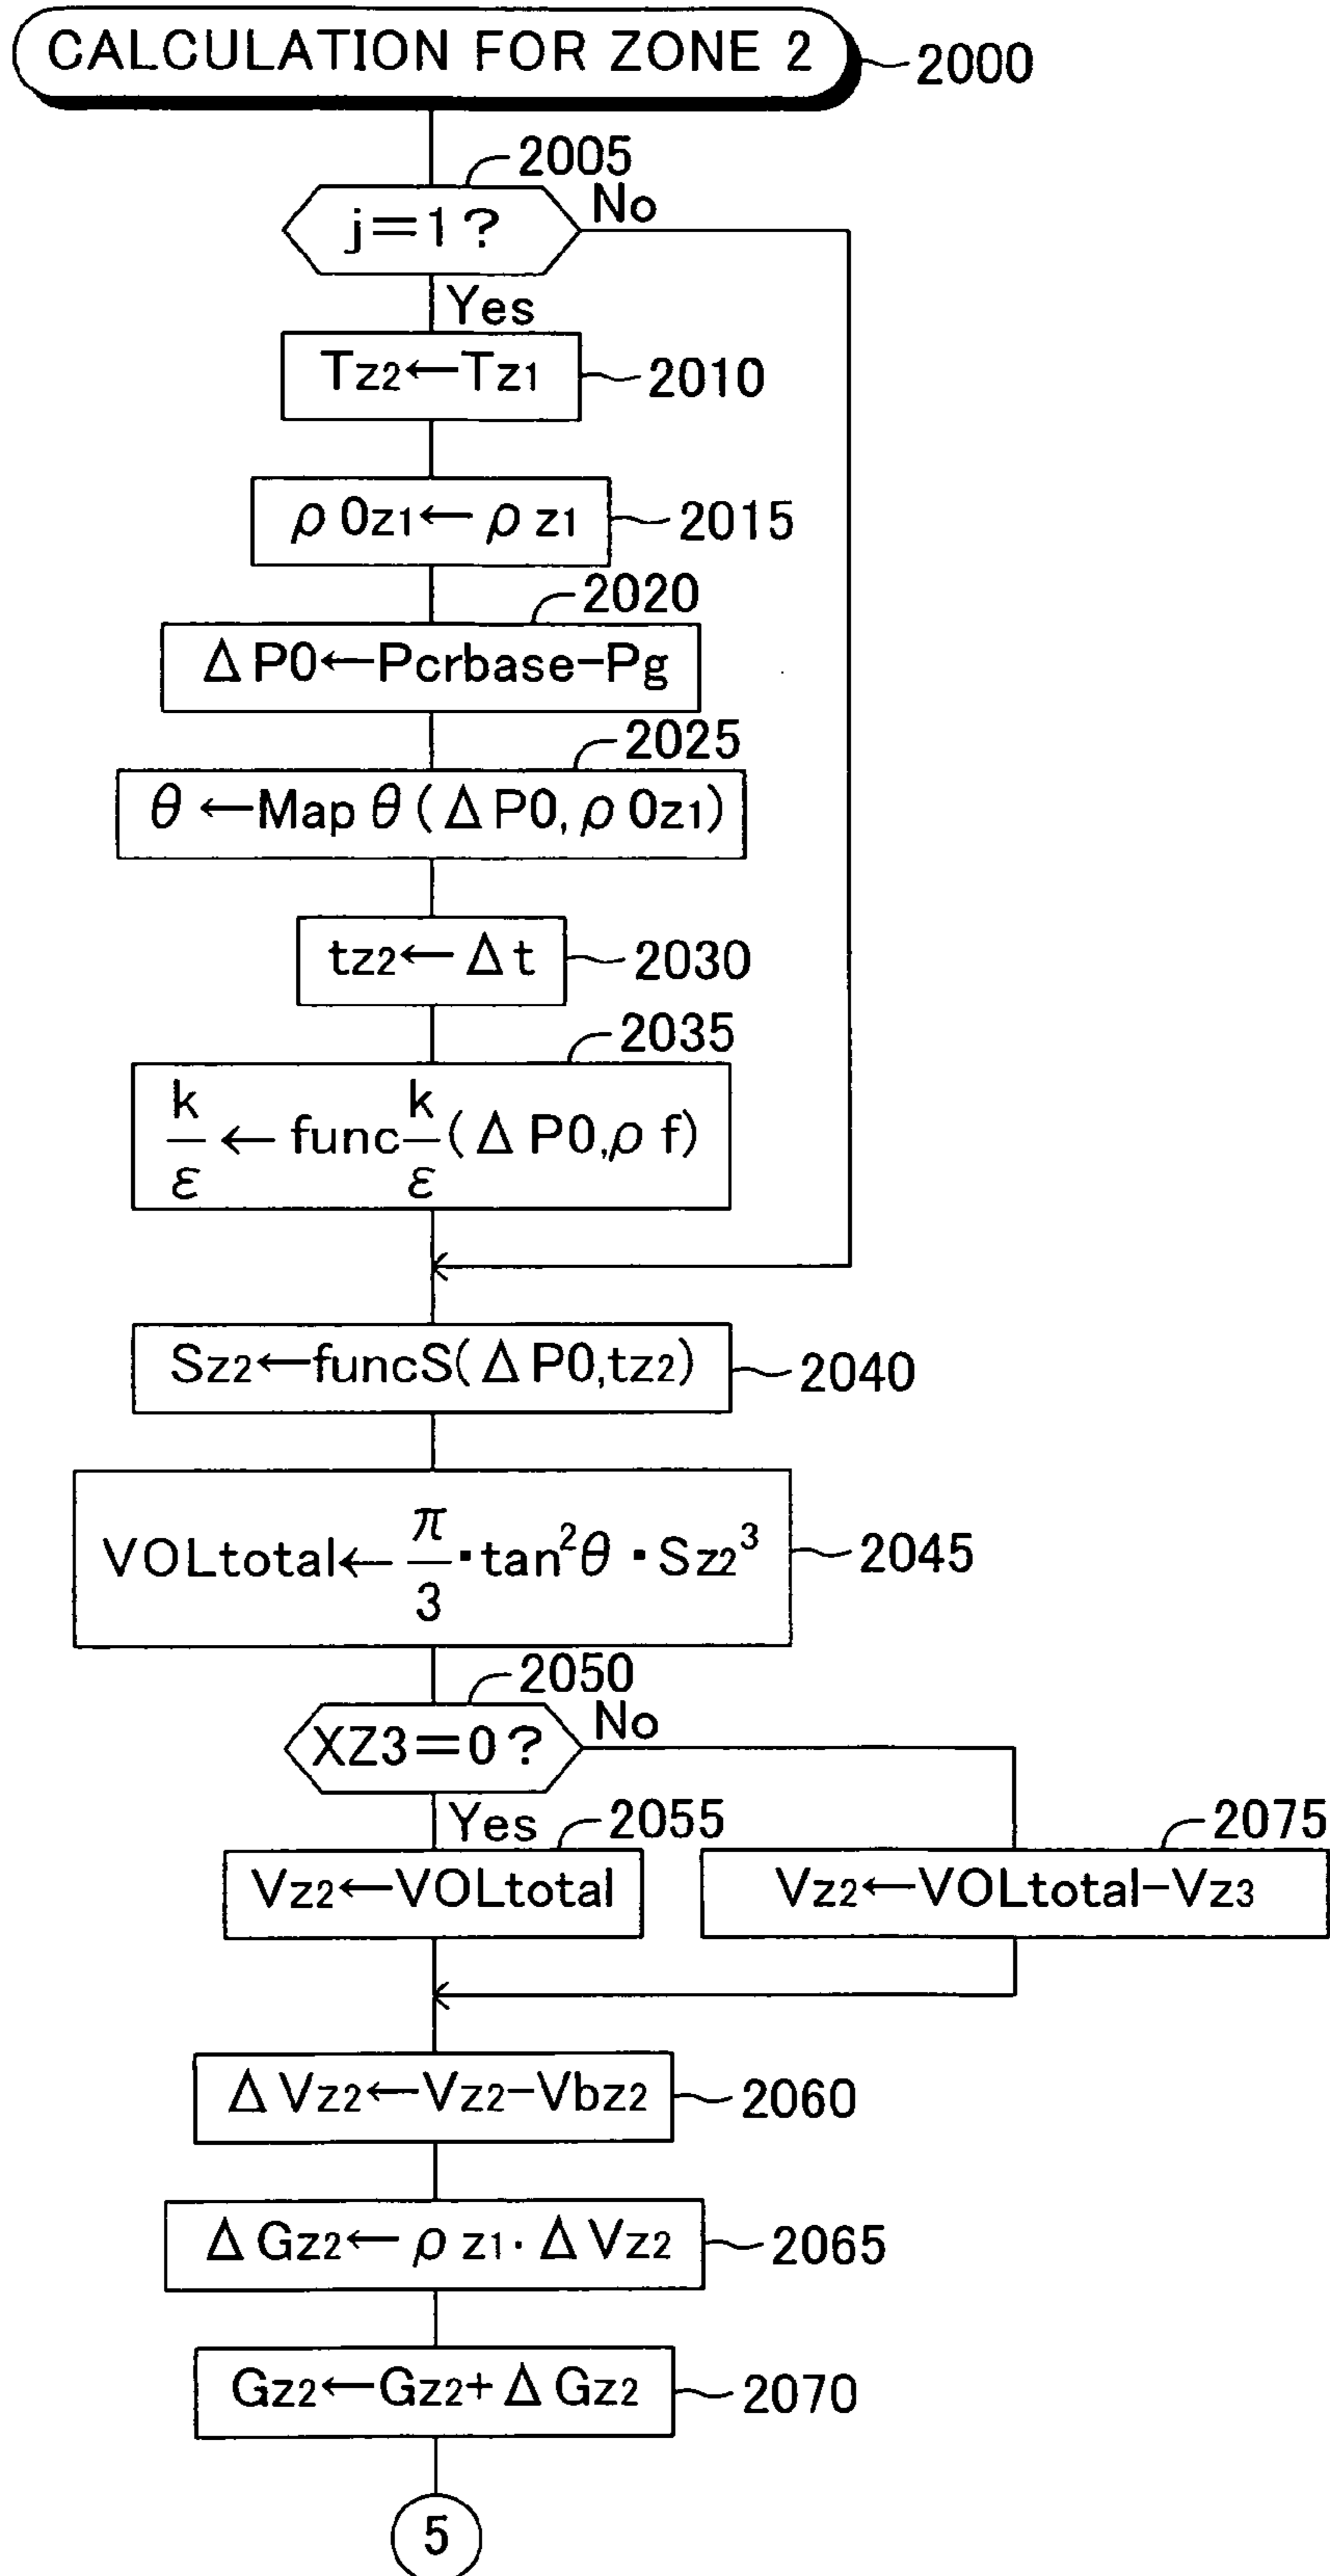 CALCULATION FOR ZONE 2
2000
2005
j=1?
No
Yes
Tz2←Tz1
2010
ρ0z1←ρz1
2015
2020
ΔP0←Pcrbase-Pg
2025
θ←Map θ(ΔP0,ρ0z1)
tz2←Δt
2030
2035
k/ε ← func k/ε (ΔP0,ρf)
Sz2←funcS(ΔP0,tz2)
2040
VOLtotal← π/3 ・tan²θ・Sz2³
2045
2050
XZ3=0?
No
Yes
2055
2075
Vz2←VOLtotal
Vz2←VOLtotal-Vz3
ΔVz2←Vz2-Vbz2
2060
ΔGz2←ρz1・ΔVz2
2065
Gz2←Gz2+ΔGz2
2070
5